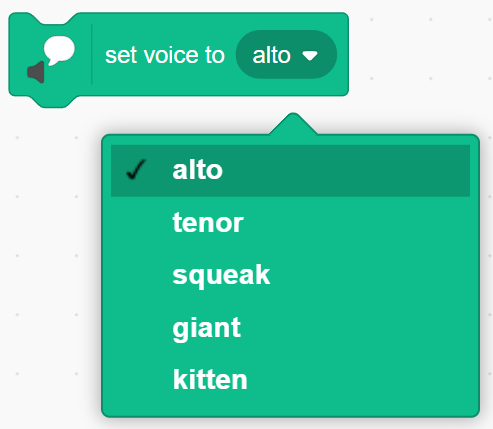 set voice to alto
alto
tenor
squeak
giant
kitten